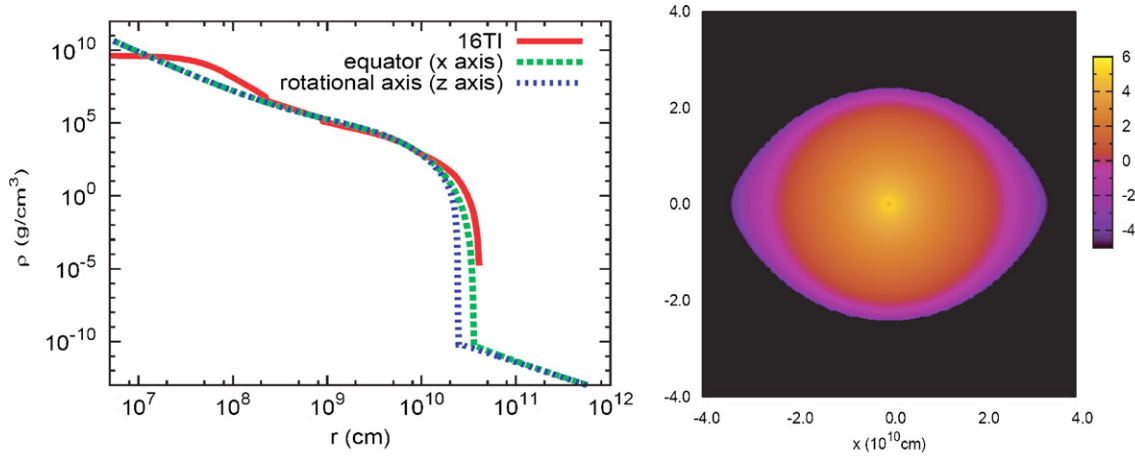 16TI
equator (x axis)
rotational axis (z axis)
10^10
10^5
10^0
10^-5
10^-10
ρ (g/cm^3)
10^7 10^8 10^9 10^10 10^11 10^12
r (cm)
4.0
2.0
0.0
2.0
-4.0
-4.0 -2.0 0.0 2.0 4.0
x (10^10cm)
6
4
2
0
-2
-4